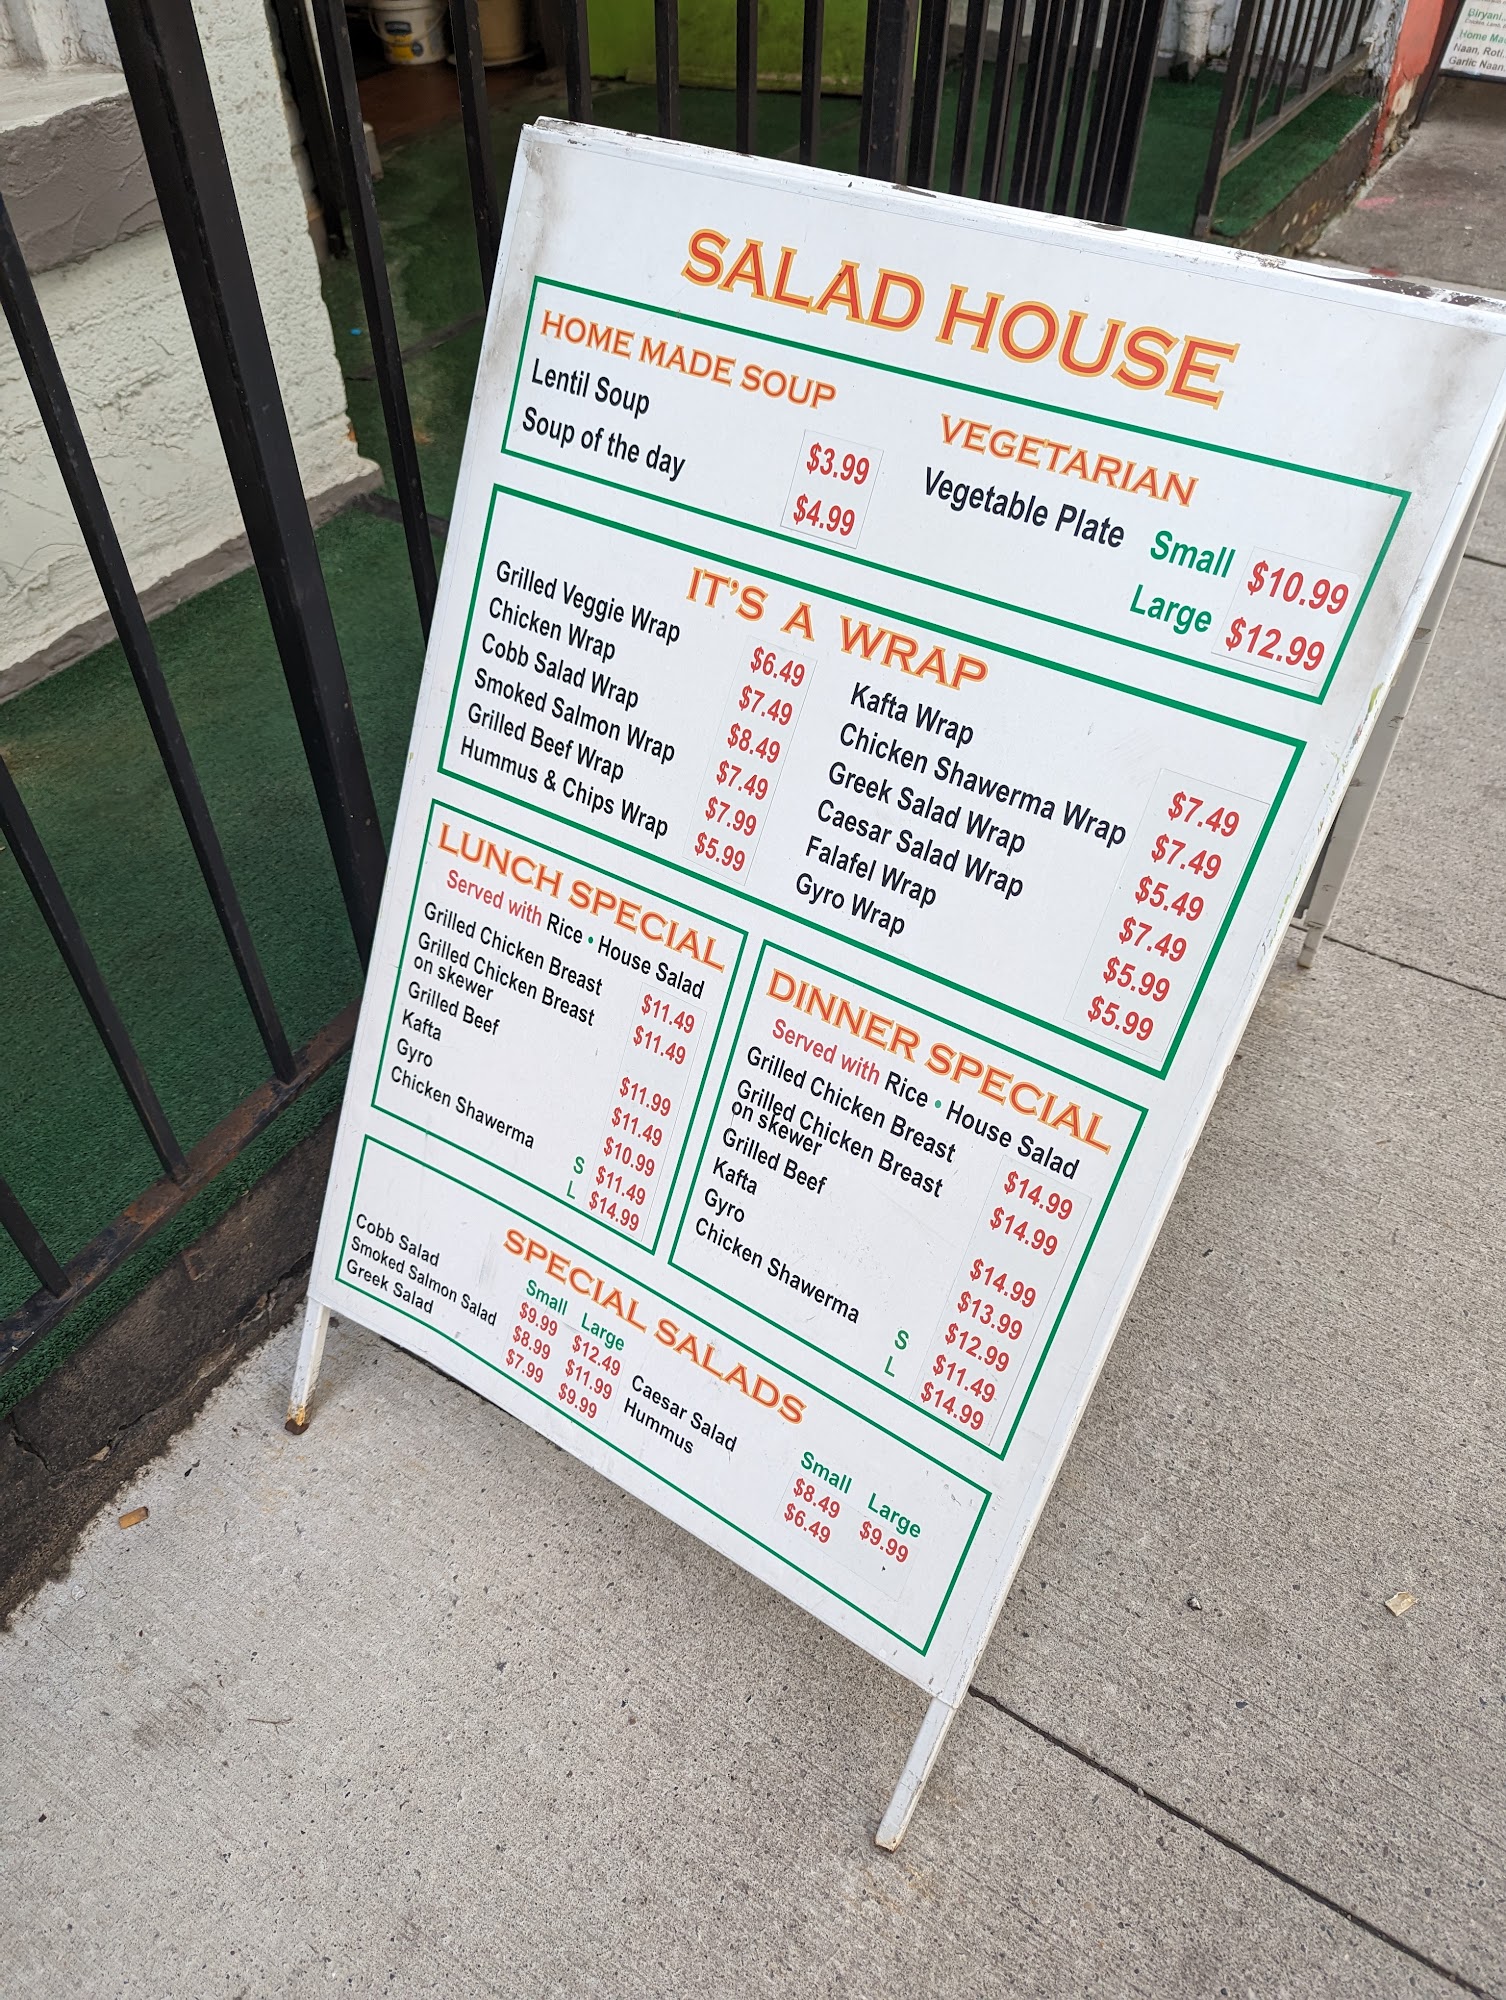 SALAD HOUSE
HOME MADE SOUP
Lentil Soup $3.99
Soup of the day $4.99
VEGETARIAN
Vegetable Plate Small $10.99
Large $12.99
IT'S A WRAP
Grilled Veggie Wrap $6.49
Chicken Wrap $7.49
Cobb Salad Wrap $8.49
Smoked Salmon Wrap $7.49
Grilled Beef Wrap $7.99
Hummus & Chips Wrap $5.99
Kafta Wrap $7.49
Chicken Shawerma Wrap $7.49
Greek Salad Wrap $5.49
Caesar Salad Wrap $7.49
Falafel Wrap $5.99
Gyro Wrap $5.99
LUNCH SPECIAL
Served with Rice • House Salad
Grilled Chicken Breast $11.49
Grilled Chicken Breast $11.49
on skewer
Grilled Beef $11.99
Kafta $11.49
Gyro $10.99
Chicken Shawerma S $11.49
L $14.99
DINNER SPECIAL
Served with Rice • House Salad
Grilled Chicken Breast $14.99
Grilled Chicken Breast $14.99
on skewer
Grilled Beef $14.99
Kafta $13.99
Gyro $12.99
Chicken Shawerma S $11.49
L $14.99
SPECIAL SALADS
Small Large
Cobb Salad $9.99 $12.49
Smoked Salmon Salad $8.99 $11.99
Greek Salad $7.99 $9.99
Small Large
Caesar Salad $8.49 $9.99
Hummus $6.49
Biryani
Home Ma
Naan, Roti
Garlic Naan